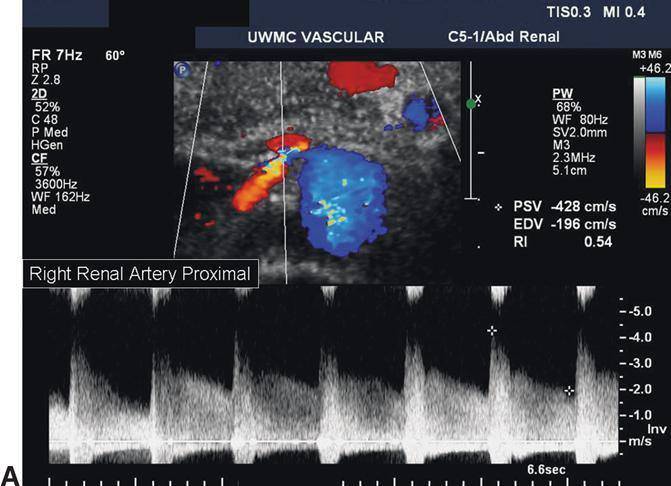 TIS0.3 MI 0.4
UWMC VASCULAR C5-1/Abd Renal
FR 7Hz 60°
RP
Z 2.8
2D
52%
C 48
P Med
HGen
CF
57%
3600Hz
WF 162Hz
Med
P
X
PW
68%
WF 80Hz
SV2.0mm
M3
2.3MHz
5.1cm
M3 M6
+46.2
-46.2
cm/s
PSV -428 cm/s
EDV -196 cm/s
RI 0.54
Right Renal Artery Proximal
-5.0
-4.0
-3.0
-2.0
-1.0
Inv
m/s
6.6sec
A